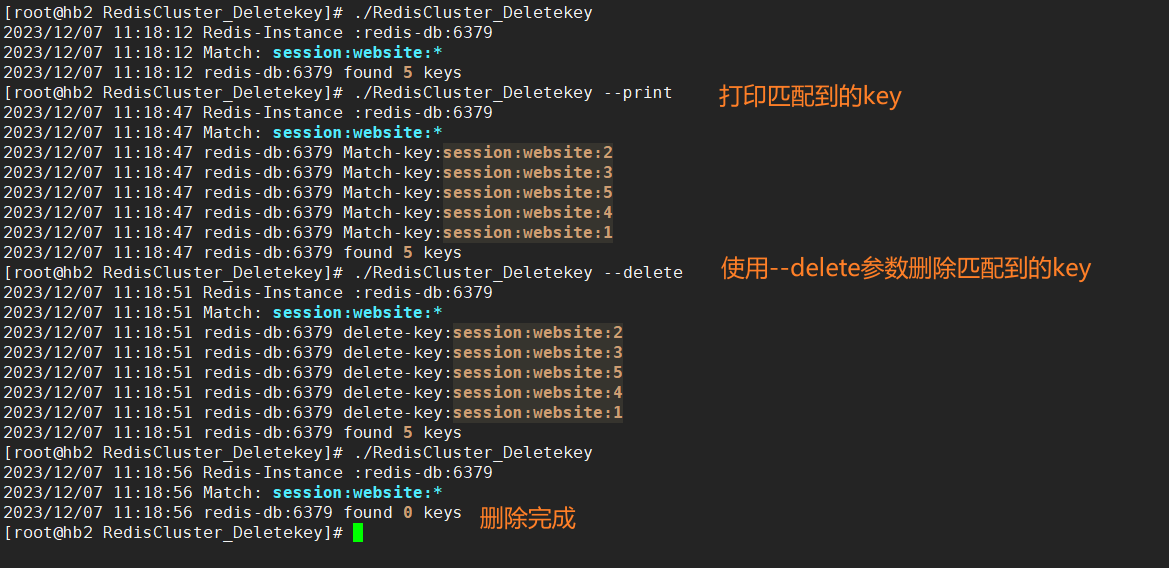 [root@hb2 RedisCluster_Deletekey]# ./RedisCluster_Deletekey
2023/12/07 11:18:12 Redis-Instance :redis-db:6379
2023/12/07 11:18:12 Match: session:website:*
2023/12/07 11:18:12 redis-db:6379 found 5 keys
[root@hb2 RedisCluster_Deletekey]# ./RedisCluster_Deletekey --print 打印匹配到的key
2023/12/07 11:18:47 Redis-Instance :redis-db:6379
2023/12/07 11:18:47 Match: session:website:*
2023/12/07 11:18:47 redis-db:6379 Match-key:session:website:2
2023/12/07 11:18:47 redis-db:6379 Match-key:session:website:3
2023/12/07 11:18:47 redis-db:6379 Match-key:session:website:5
2023/12/07 11:18:47 redis-db:6379 Match-key:session:website:4
2023/12/07 11:18:47 redis-db:6379 Match-key:session:website:1
2023/12/07 11:18:47 redis-db:6379 found 5 keys
[root@hb2 RedisCluster_Deletekey]# ./RedisCluster_Deletekey --delete 使用--delete参数删除匹配到的key
2023/12/07 11:18:51 Redis-Instance :redis-db:6379
2023/12/07 11:18:51 Match: session:website:*
2023/12/07 11:18:51 redis-db:6379 delete-key:session:website:2
2023/12/07 11:18:51 redis-db:6379 delete-key:session:website:3
2023/12/07 11:18:51 redis-db:6379 delete-key:session:website:5
2023/12/07 11:18:51 redis-db:6379 delete-key:session:website:4
2023/12/07 11:18:51 redis-db:6379 delete-key:session:website:1
2023/12/07 11:18:51 redis-db:6379 found 5 keys
[root@hb2 RedisCluster_Deletekey]# ./RedisCluster_Deletekey
2023/12/07 11:18:56 Redis-Instance :redis-db:6379
2023/12/07 11:18:56 Match: session:website:*
2023/12/07 11:18:56 redis-db:6379 found 0 keys 删除完成
[root@hb2 RedisCluster_Deletekey]#